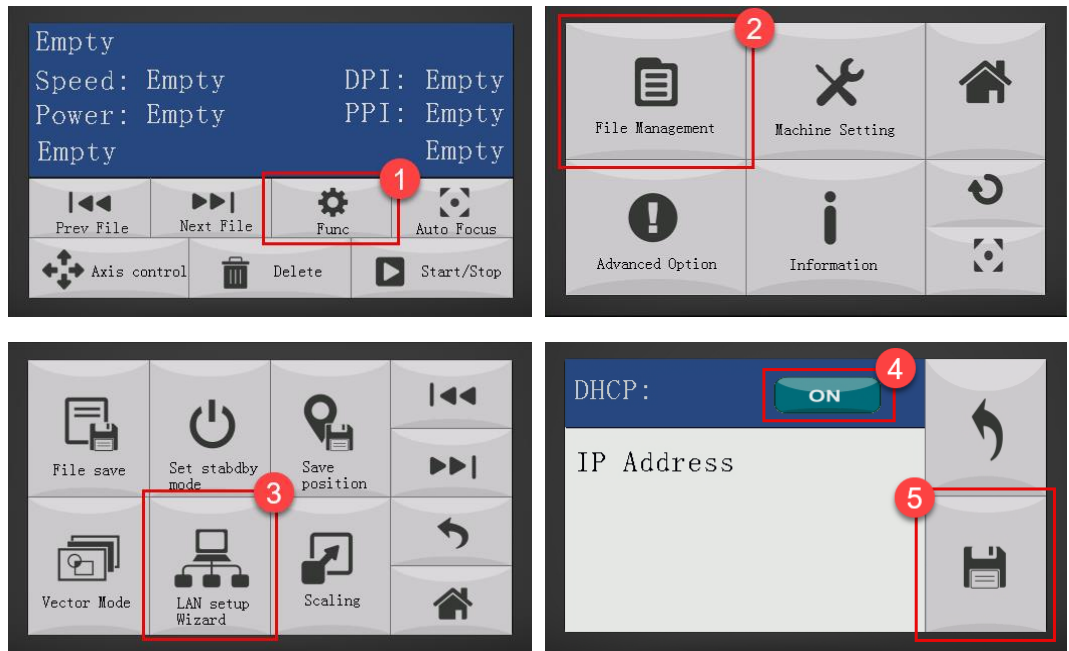 Empty
Speed: Empty DPI: Empty
Power: Empty PPI: Empty
Empty Empty
1
Prev File Next File Func Auto Focus
Axis control Delete Start/Stop
2
File Management Machine Setting
Advanced Option Information
File save Set stabdby mode Save position
3
Vector Mode LAN setup Wizard Scaling
4
DHCP: ON
IP Address
5